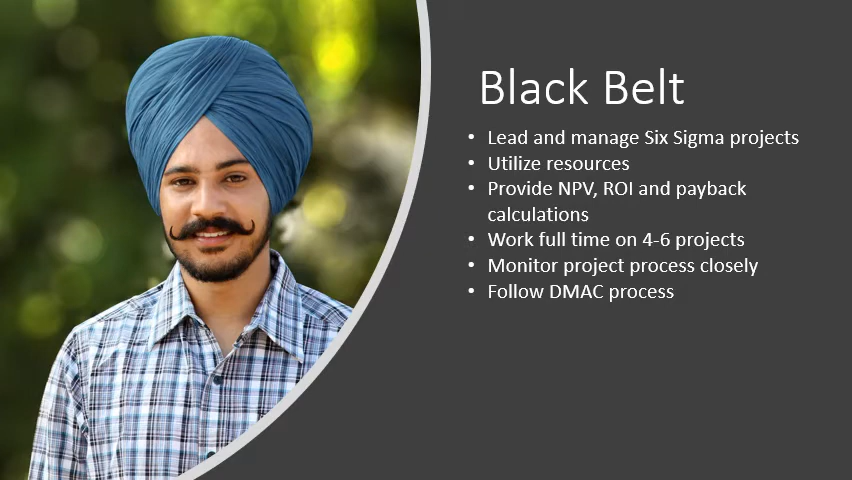 Black Belt
• Lead and manage Six Sigma projects
• Utilize resources
• Provide NPV, ROI and payback
calculations
• Work full time on 4-6 projects
• Monitor project process closely
• Follow DMAC process